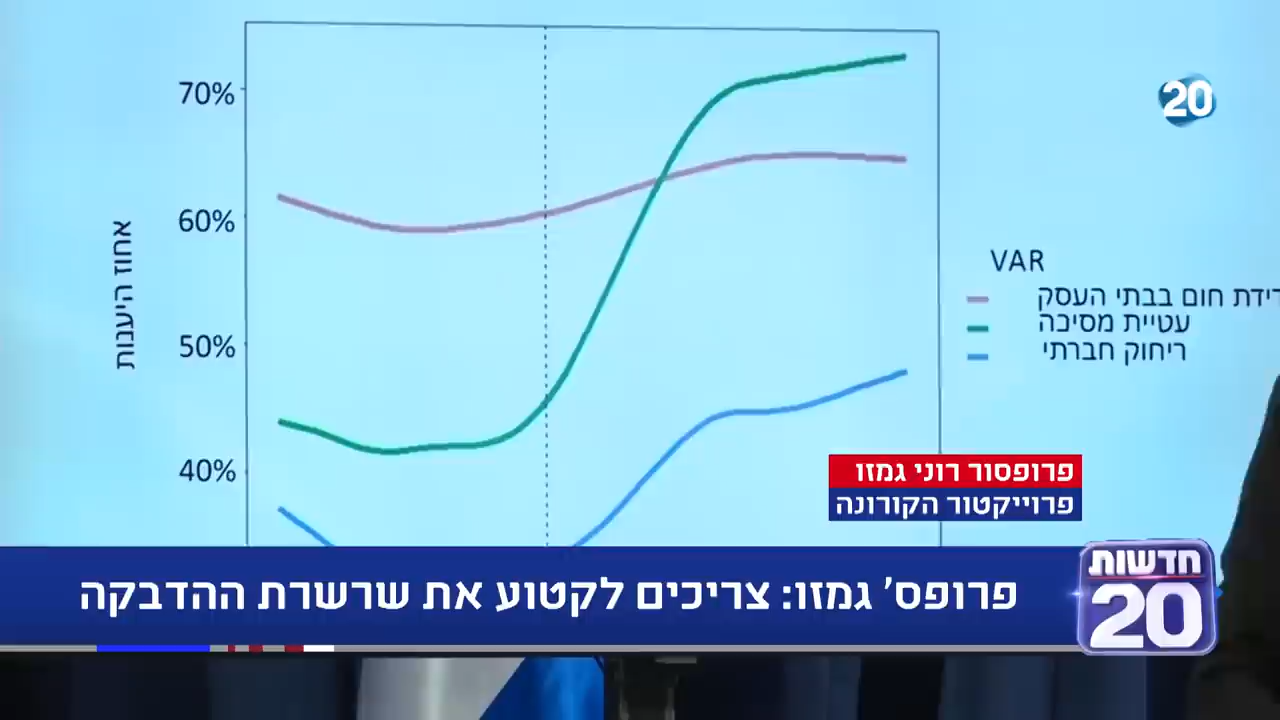 20
70%
60%
50%
40%
אחוז היענות
VAR
חום בבתי העסק
עטיית מסיכה
ריחוק חברתי
פרופסור רוני גמזו
פרוייקטור הקורונה
חדשות
20
פרופס' גמזו: צריכים לקטוע את שרשרת ההדבקה